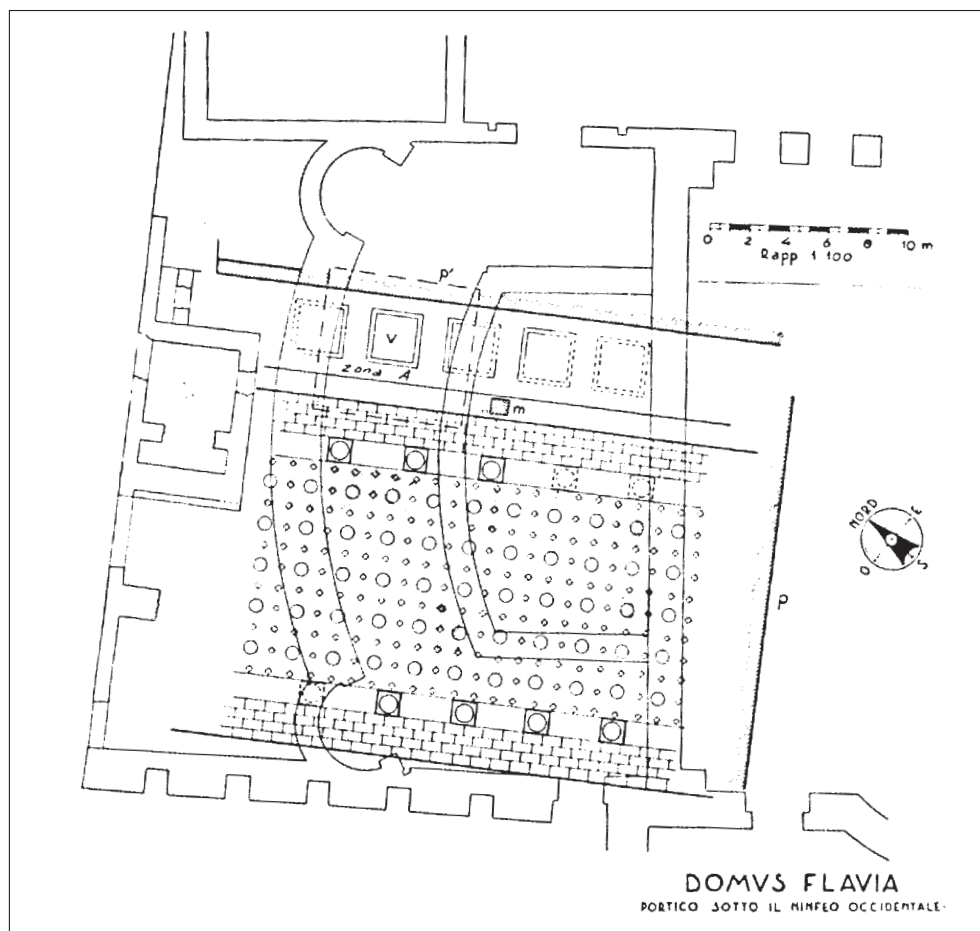 0 2 4 6 8 10 m
Rapp 1 100
p'
V
zona A
m
NORD
E
O
S
p
DOMVS FLAVIA
PORTICO SOTTO IL NINFEO OCCIDENTALE.